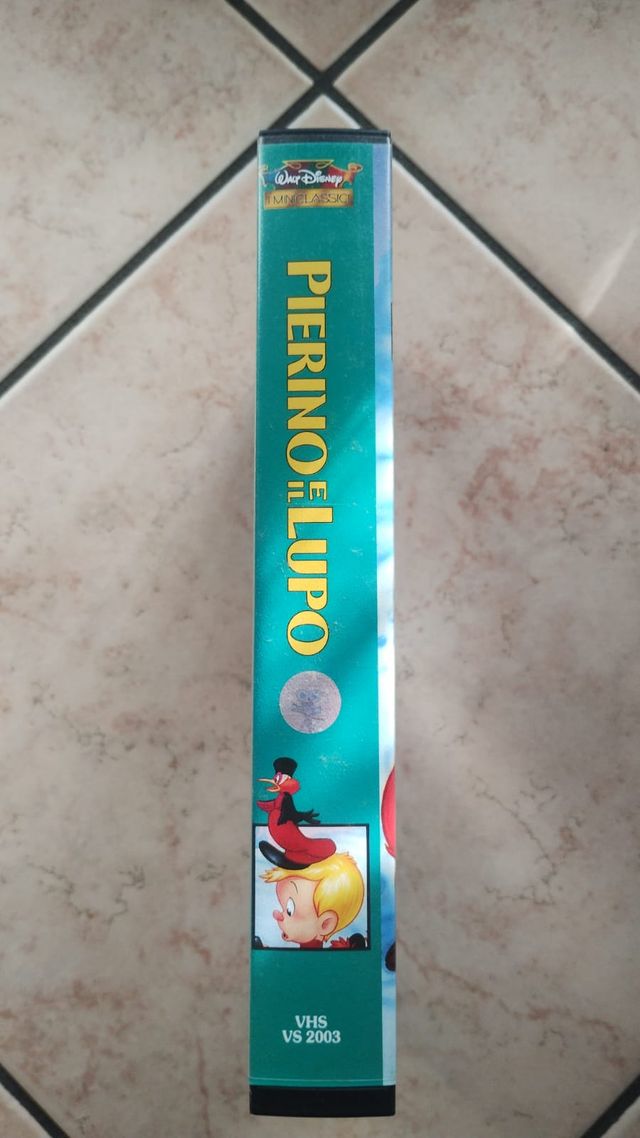 WALT DISNEY
I MINICLASSICI
PIERINO E IL LUPO
VHS
VS 2003